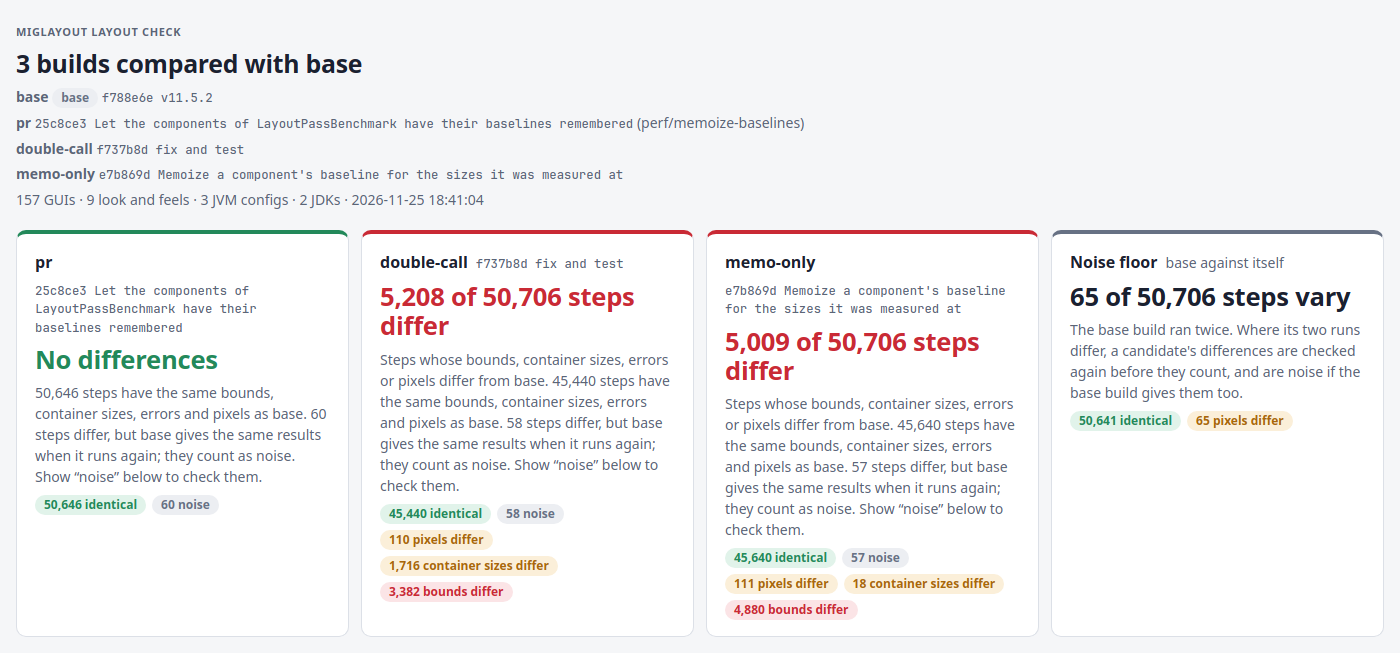 MIGLAYOUT LAYOUT CHECK
3 builds compared with base
base base f788e6e v11.5.2
pr 25c8ce3 Let the components of LayoutPassBenchmark have their baselines remembered (perf/memoize-baselines)
double-call f737b8d fix and test
memo-only e7b869d Memoize a component's baseline for the sizes it was measured at
157 GUIs · 9 look and feels · 3 JVM configs · 2 JDKs · 2026-11-25 18:41:04
pr
25c8ce3 Let the components of
LayoutPassBenchmark have their
baselines remembered
No differences
50,646 steps have the same bounds,
container sizes, errors and pixels as base. 60
steps differ, but base gives the same results
when it runs again; they count as noise.
Show “noise” below to check them.
50,646 identical 60 noise
double-call f737b8d fix and test
5,208 of 50,706 steps
differ
Steps whose bounds, container sizes, errors
or pixels differ from base. 45,440 steps have
the same bounds, container sizes, errors
and pixels as base. 58 steps differ, but base
gives the same results when it runs again;
they count as noise. Show “noise” below to
check them.
45,440 identical 58 noise
110 pixels differ
1,716 container sizes differ
3,382 bounds differ
memo-only
e7b869d Memoize a component's baseline
for the sizes it was measured at
5,009 of 50,706 steps
differ
Steps whose bounds, container sizes, errors
or pixels differ from base. 45,640 steps have
the same bounds, container sizes, errors
and pixels as base. 57 steps differ, but base
gives the same results when it runs again;
they count as noise. Show “noise” below to
check them.
45,640 identical 57 noise
111 pixels differ 18 container sizes differ
4,880 bounds differ
Noise floor base against itself
65 of 50,706 steps vary
The base build ran twice. Where its two runs
differ, a candidate's differences are checked
again before they count, and are noise if the
base build gives them too.
50,641 identical 65 pixels differ